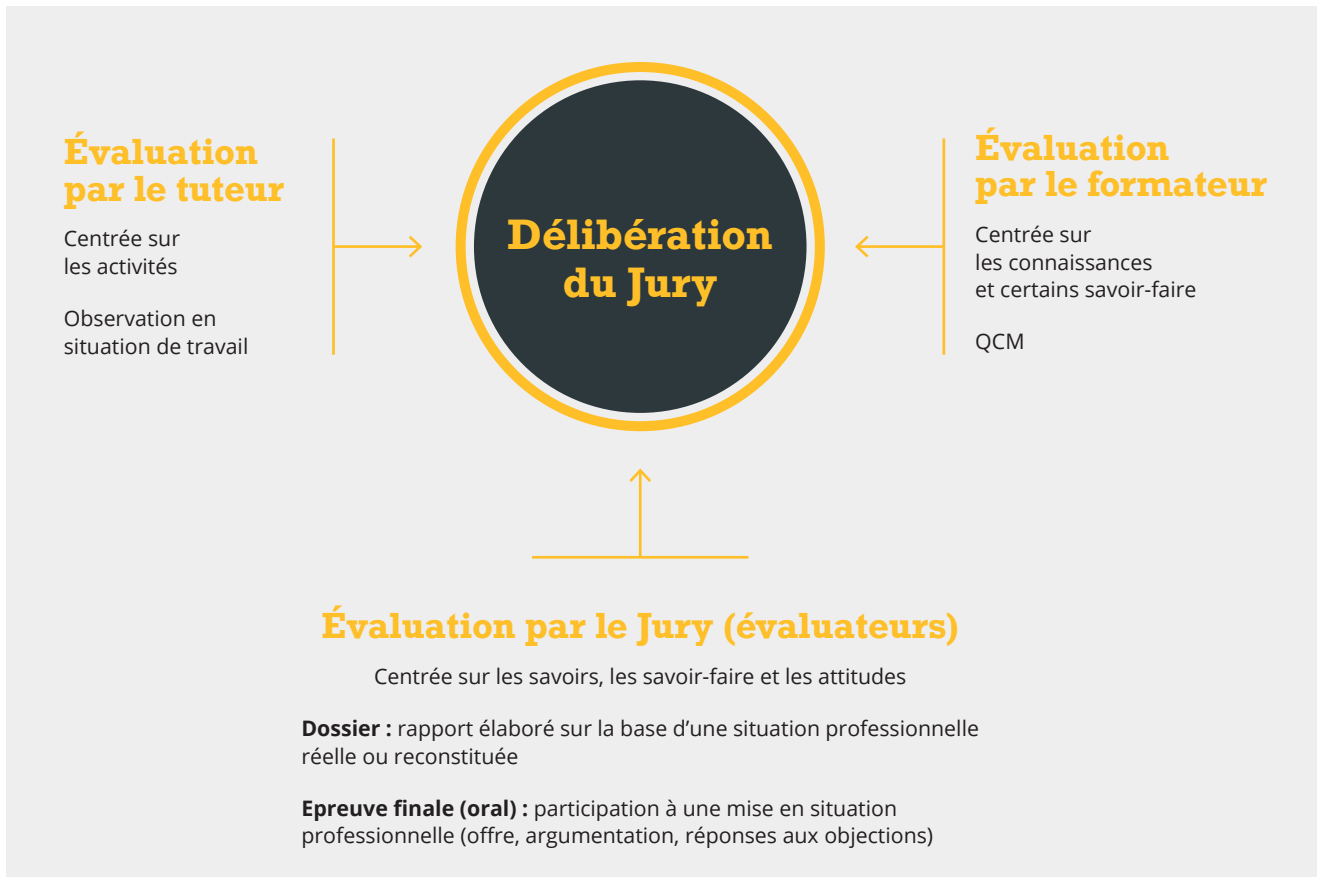 Évaluation
par le tuteur
Centrée sur
les activités
Observation en
situation de travail
Délibération
du Jury
Évaluation
par le formateur
Centrée sur
les connaissances
et certains savoir-faire
QCM
Évaluation par le Jury (évaluateurs)
Centrée sur les savoirs, les savoir-faire et les attitudes
Dossier : rapport élaboré sur la base d’une situation professionnelle
réelle ou reconstituée
Epreuve finale (oral) : participation à une mise en situation
professionnelle (offre, argumentation, réponses aux objections)